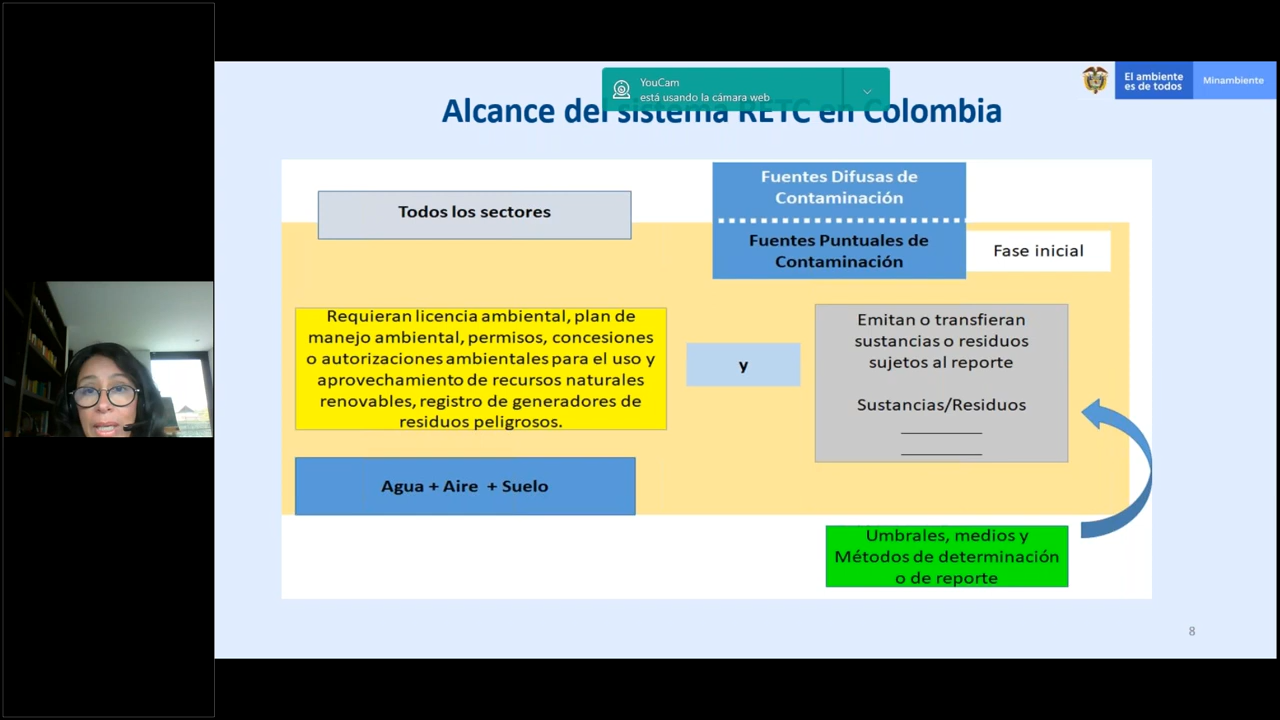 YouCam
está usando la cámara web
El ambiente
es de todos
Minambiente
Alcance del sistema RETC en Colombia
Todos los sectores
Fuentes Difusas de
Contaminación
Fuentes Puntuales de
Contaminación
Fase inicial
Requieran licencia ambiental, plan de
manejo ambiental, permisos, concesiones
o autorizaciones ambientales para el uso y
aprovechamiento de recursos naturales
renovables, registro de generadores de
residuos peligrosos.
y
Emitan o transfieran
sustancias o residuos
sujetos al reporte
Sustancias/Residuos
Agua + Aire + Suelo
Umbrales, medios y
Métodos de determinación
o de reporte
8